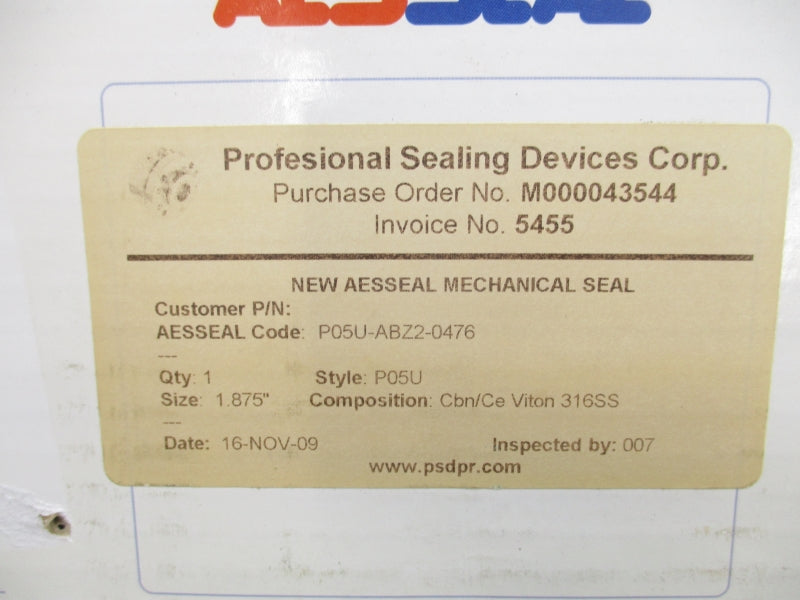 AESSEAL
Profesional Sealing Devices Corp.
Purchase Order No. M000043544
Invoice No. 5455
NEW AESSEAL MECHANICAL SEAL
Customer P/N:
AESSEAL Code: P05U-ABZ2-0476
---
Qty: 1 Style: P05U
Size: 1.875" Composition: Cbn/Ce Viton 316SS
---
Date: 16-NOV-09 Inspected by: 007
www.psdpr.com